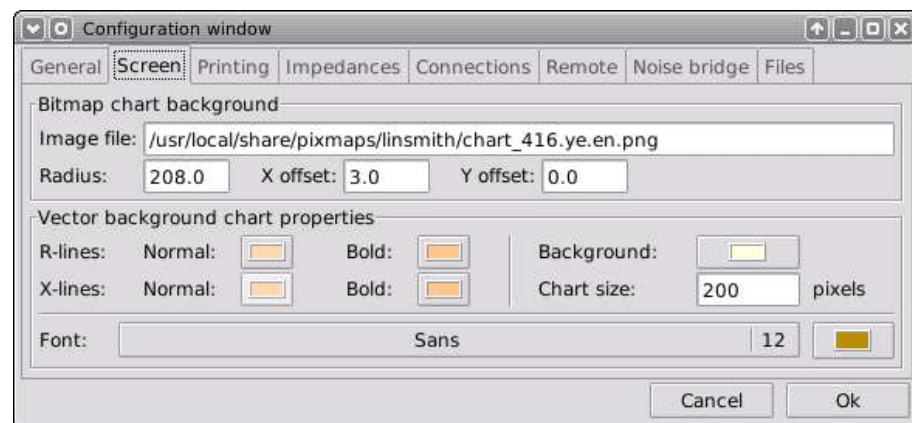 Configuration window
General Screen Printing Impedances Connections Remote Noise bridge Files
Bitmap chart background
Image file: /usr/local/share/pixmaps/linsmith/chart_416.ye.en.png
Radius: 208.0 X offset: 3.0 Y offset: 0.0
Vector background chart properties
R-lines: Normal: Bold: Background:
X-lines: Normal: Bold: Chart size: 200 pixels
Font: Sans 12
Cancel Ok